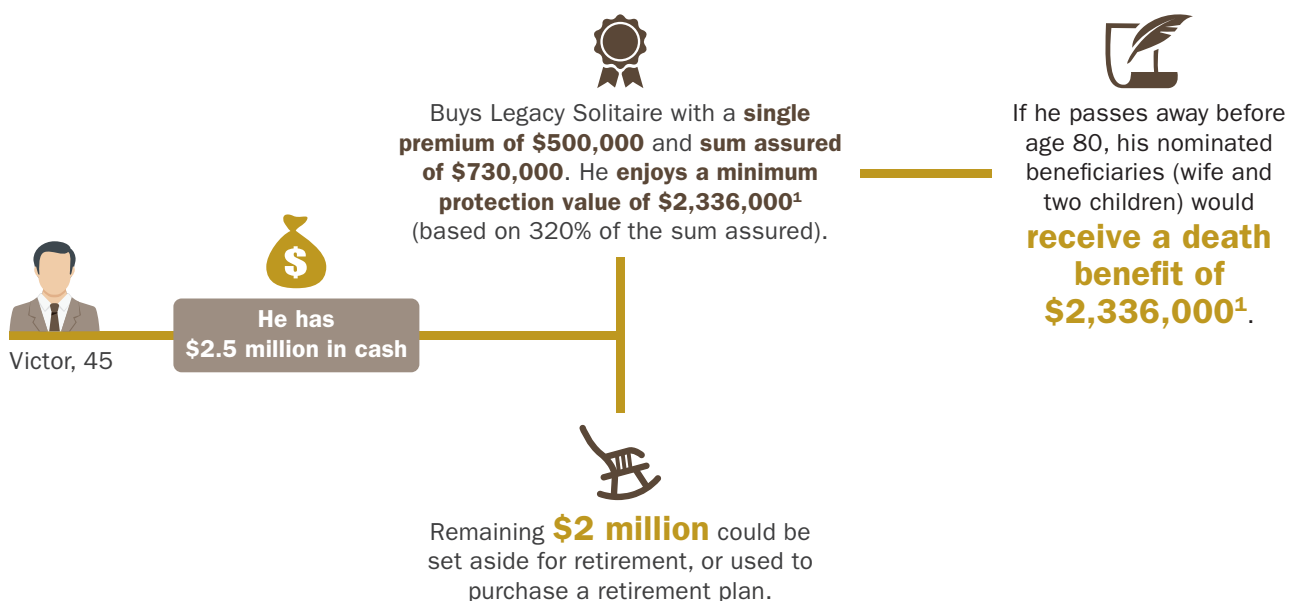 Victor, 45
$
He has
$2.5 million in cash
Buys Legacy Solitaire with a single
premium of $500,000 and sum assured
of $730,000. He enjoys a minimum
protection value of $2,336,000¹
(based on 320% of the sum assured).
If he passes away before
age 80, his nominated
beneficiaries (wife and
two children) would
receive a death
benefit of
$2,336,000¹.
Remaining $2 million could be
set aside for retirement, or used to
purchase a retirement plan.